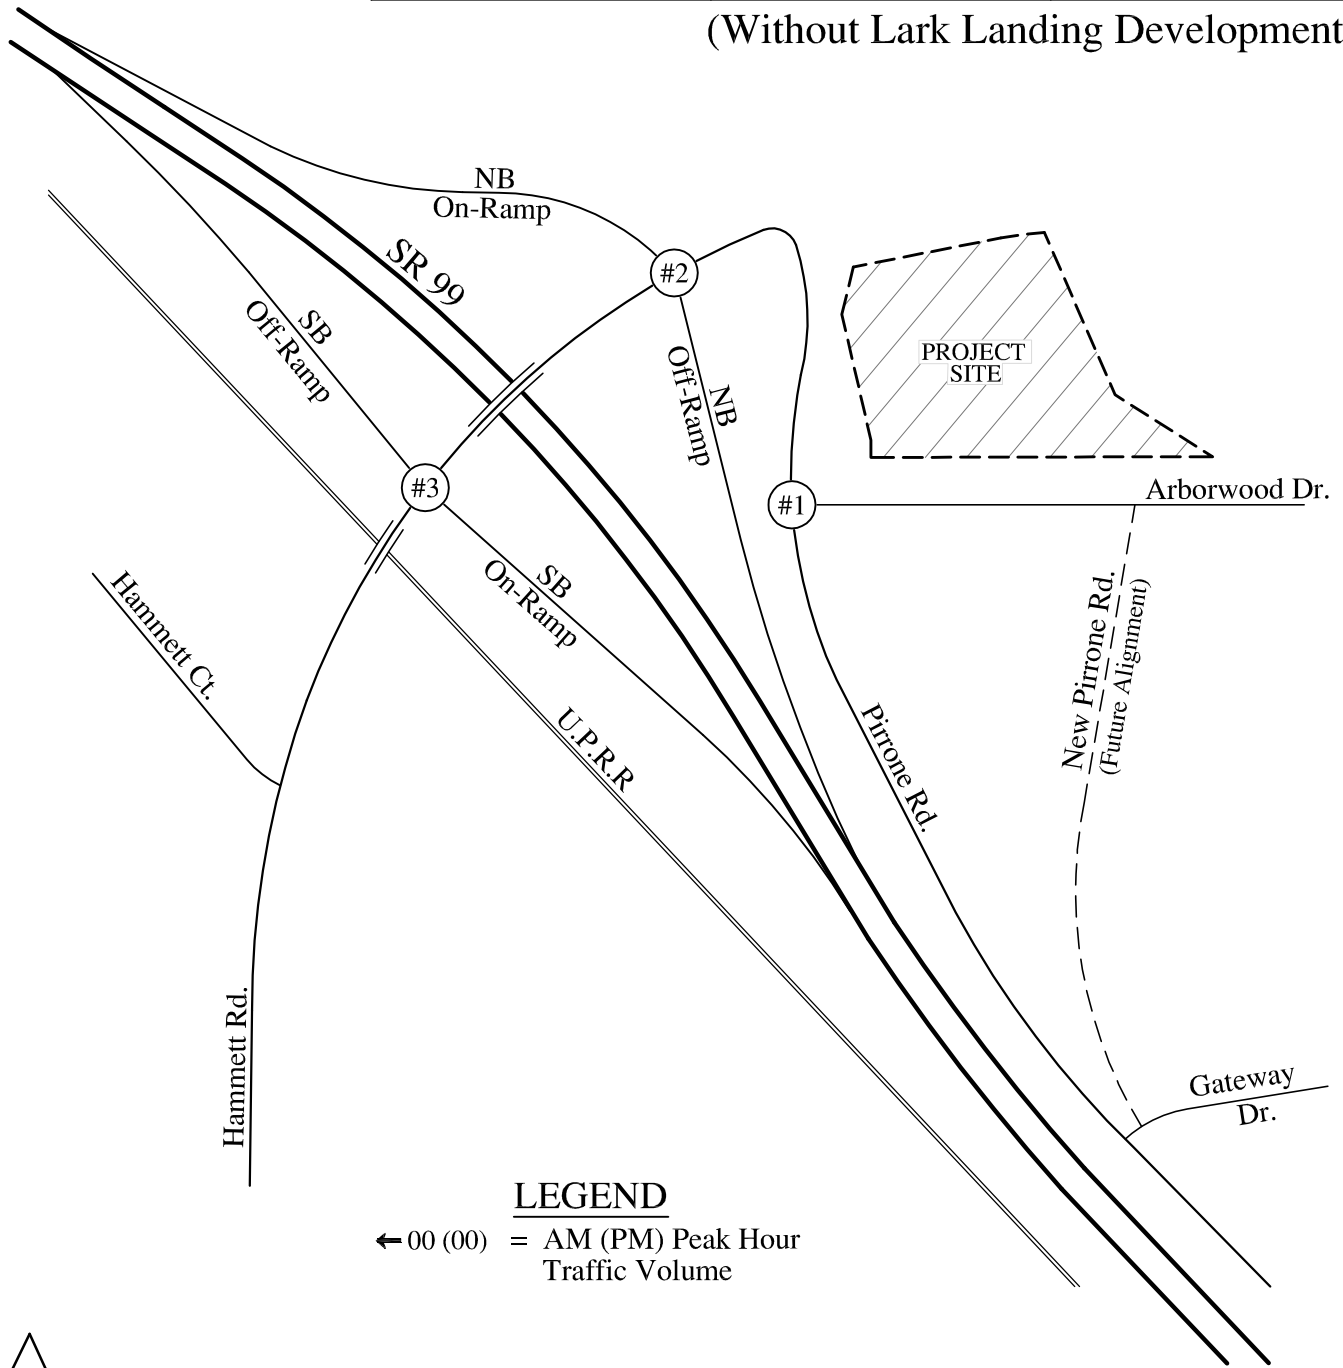 (Without Lark Landing Development
NB
On-Ramp
SR 99
#2
SB
Off-Ramp
PROJECT
SITE
NB
Off-Ramp
#3
#1
Arborwood Dr.
SB
On-Ramp
Hammett Ct.
New Pirrone Rd.
(Future Alignment)
U.P.R.R
Pirrone Rd.
Hammett Rd.
Gateway
Dr.
LEGEND
00 (00) = AM (PM) Peak Hour
Traffic Volume